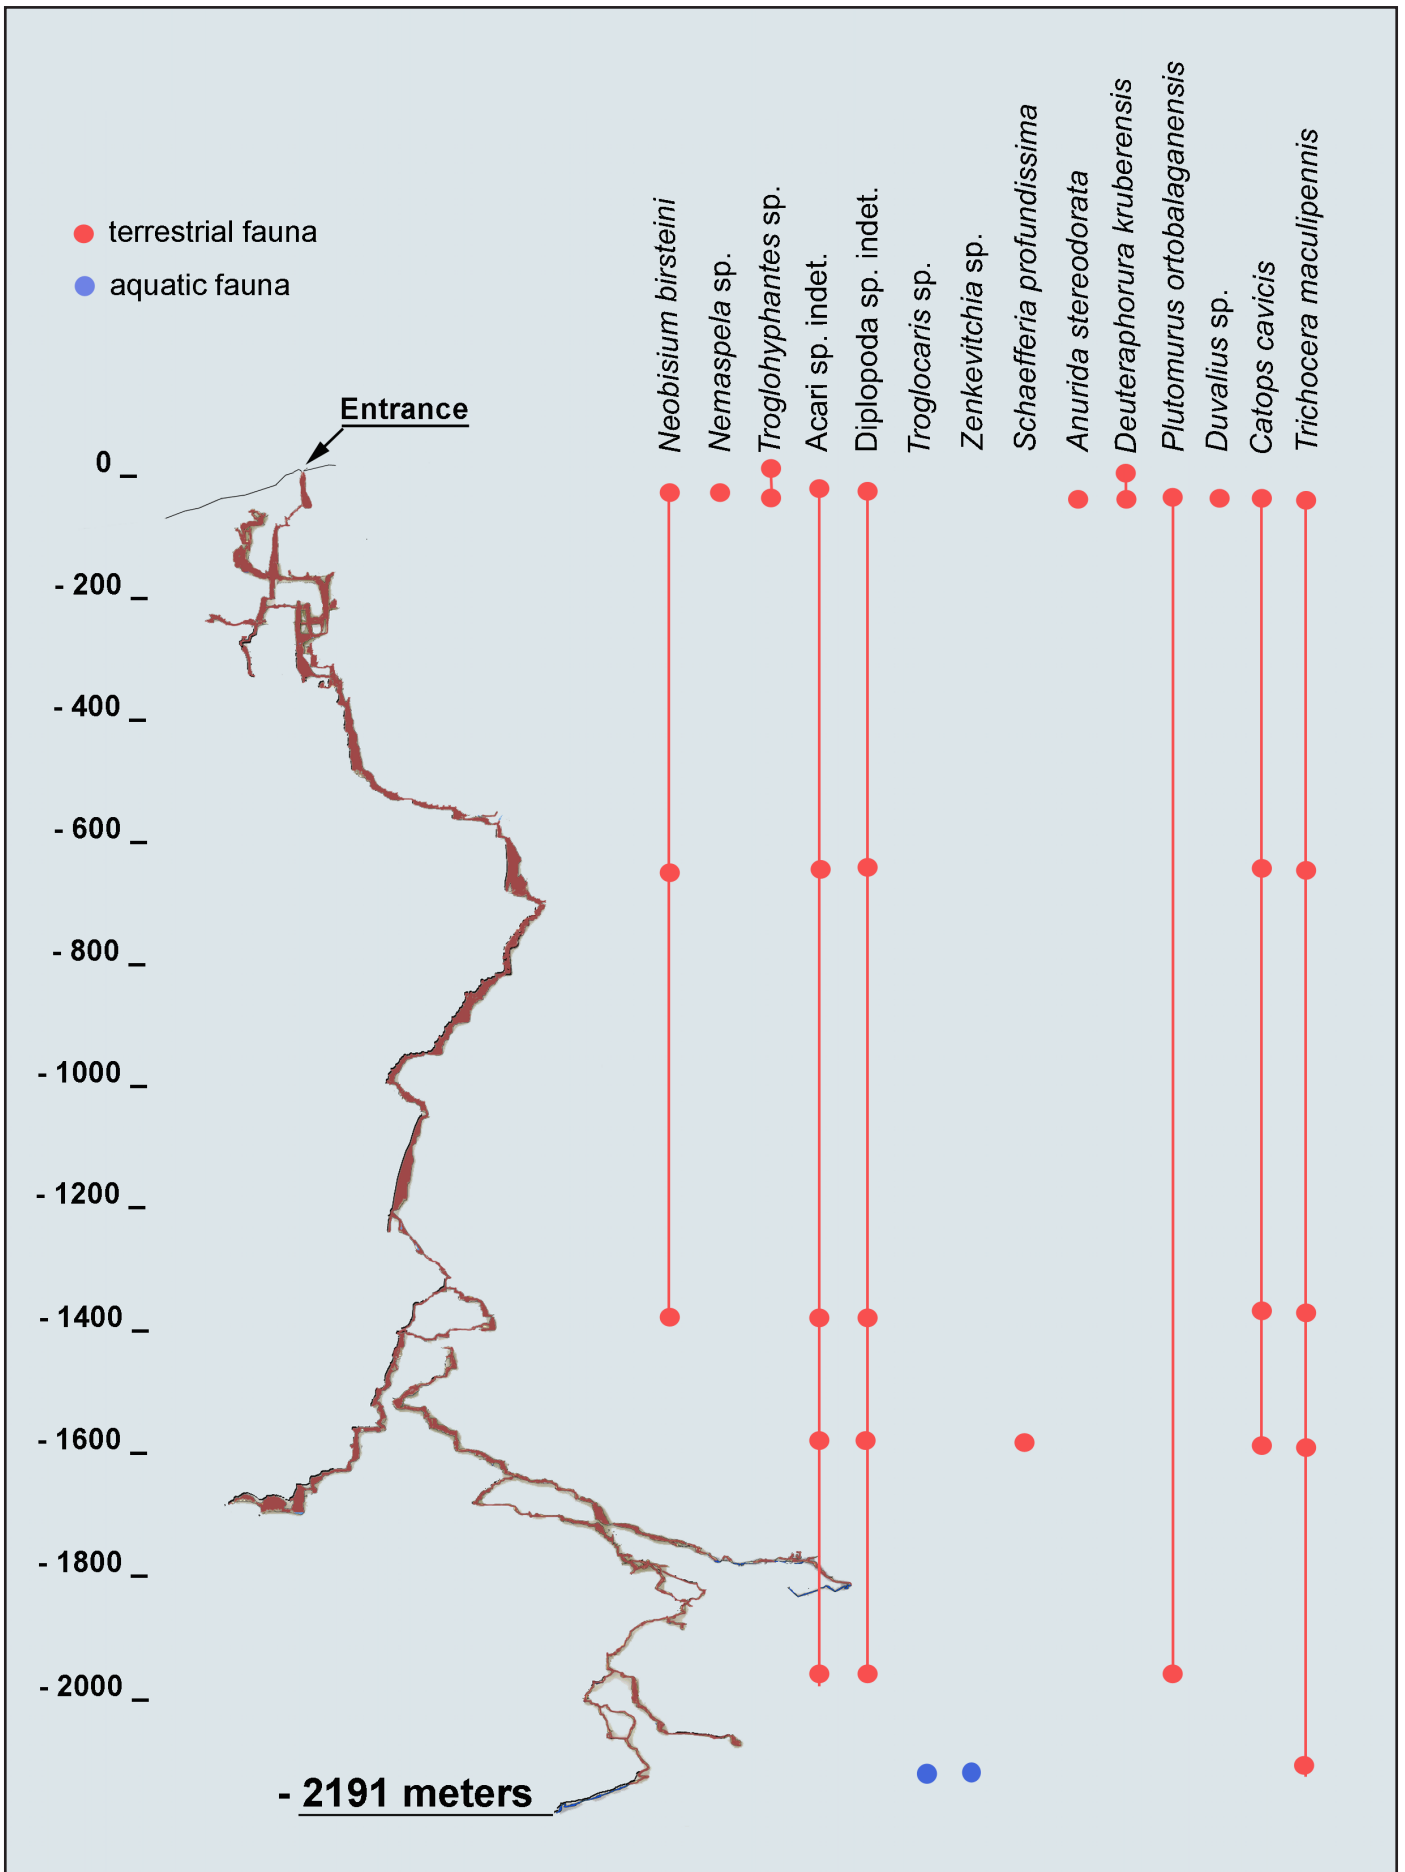 terrestrial fauna
aquatic fauna
Neobisium birsteini
Nemaspela sp.
Troglohyphantes sp.
Acari sp. indet.
Diplopoda sp. indet.
Troglocaris sp.
Zenkevitchia sp.
Schaefferia profundissima
Anurida stereodorata
Deuteraphorura kruberensis
Plutomurus ortobalaganensis
Duvalius sp.
Catops cavicis
Trichocera maculipennis
Entrance
0 _
- 200 _
- 400 _
- 600 _
- 800 _
- 1000 _
- 1200 _
- 1400 _
- 1600 _
- 1800 _
- 2000 _
- 2191 meters